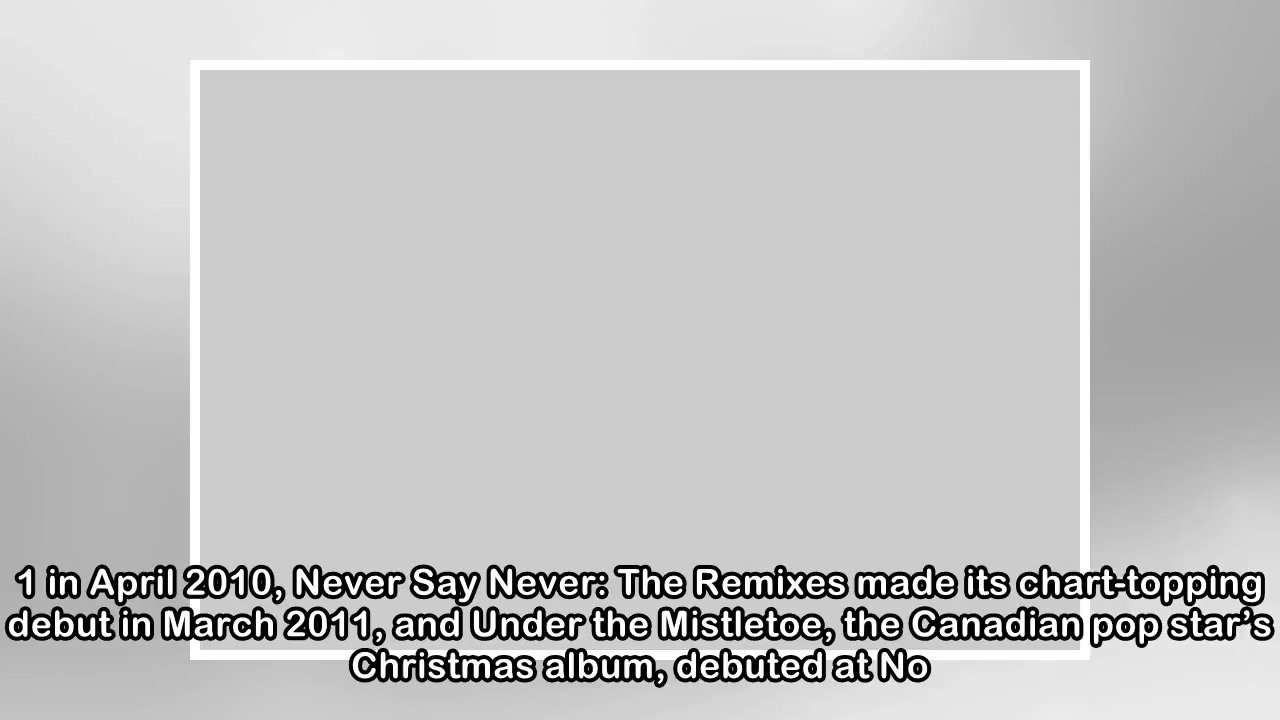 1 in April 2010, Never Say Never: The Remixes made its chart-topping
debut in March 2011, and Under the Mistletoe, the Canadian pop star’s
Christmas album, debuted at No